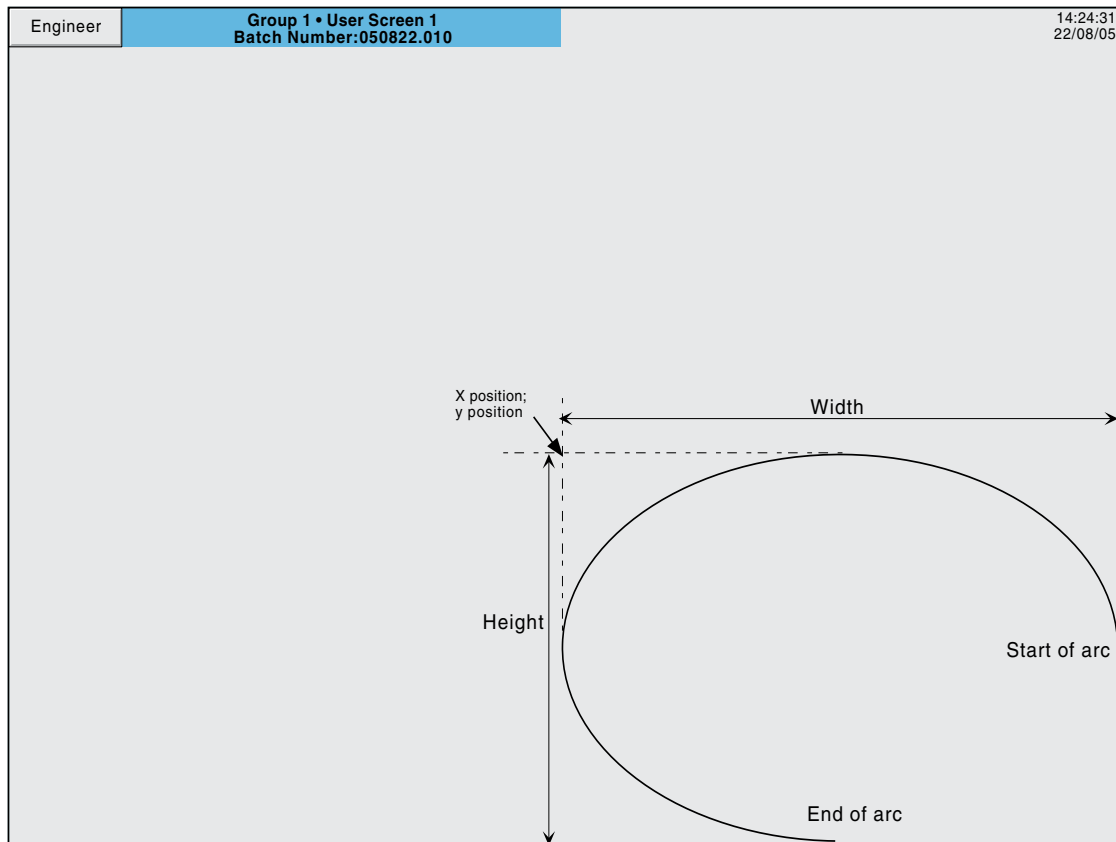 Engineer
Group 1 • User Screen 1
Batch Number:050822.010
14:24:31
22/08/05
X position;
y position
Width
Height
Start of arc
End of arc